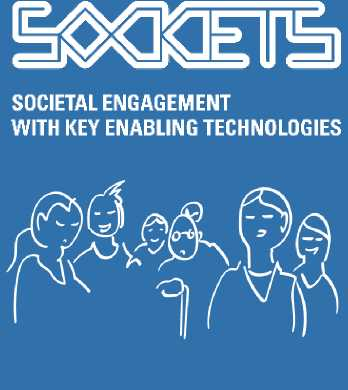 SOCKETS
SOCIETAL ENGAGEMENT
WITH KEY ENABLING TECHNOLOGIES